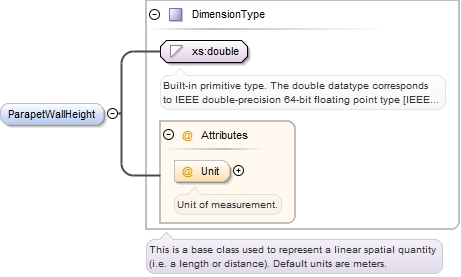 DimensionType
xs:double
Built-in primitive type. The double datatype corresponds
to IEEE double-precision 64-bit floating point type [IEEE...
ParapetWallHeight
@ Attributes
@ Unit
Unit of measurement.
This is a base class used to represent a linear spatial quantity
(i.e. a length or distance). Default units are meters.